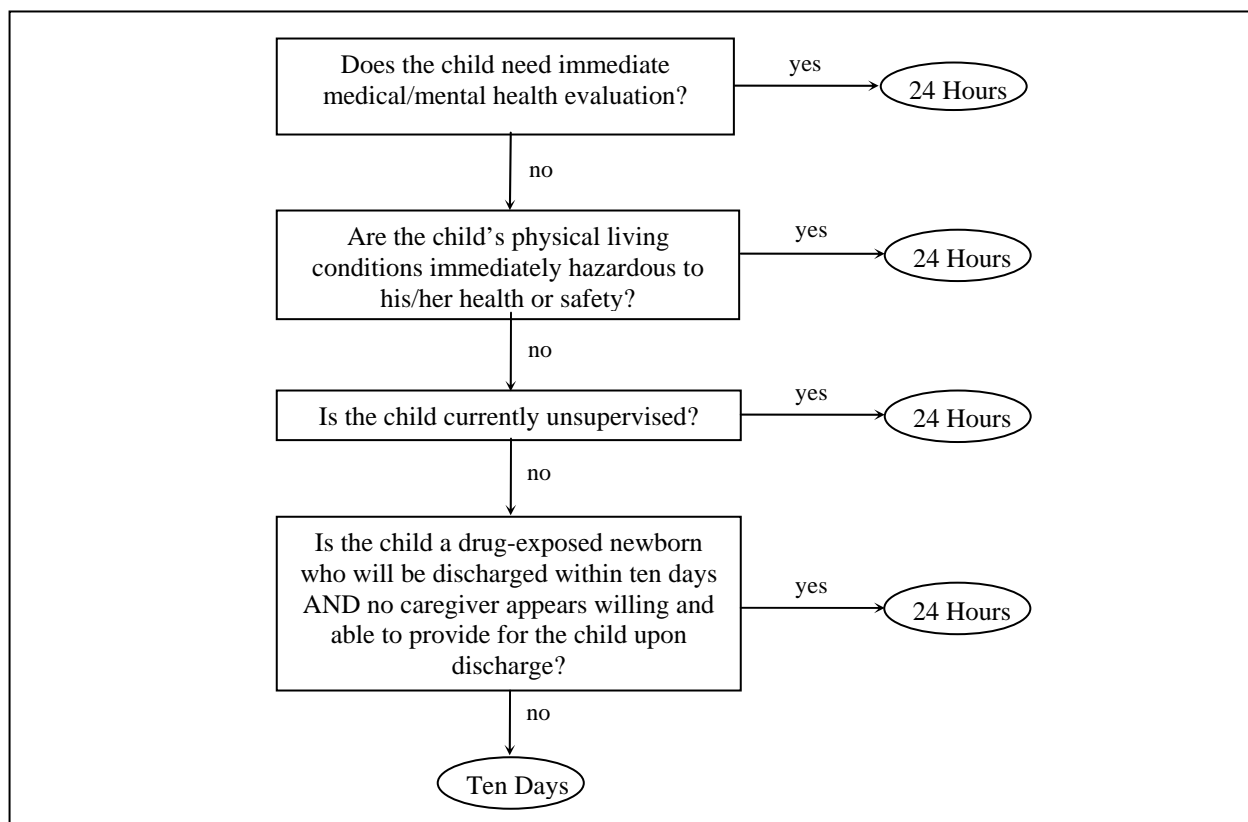 Does the child need immediate
medical/mental health evaluation?
yes
24 Hours
no
Are the child’s physical living
conditions immediately hazardous to
his/her health or safety?
yes
24 Hours
no
Is the child currently unsupervised?
yes
24 Hours
no
Is the child a drug-exposed newborn
who will be discharged within ten days
AND no caregiver appears willing and
able to provide for the child upon
discharge?
yes
24 Hours
no
Ten Days